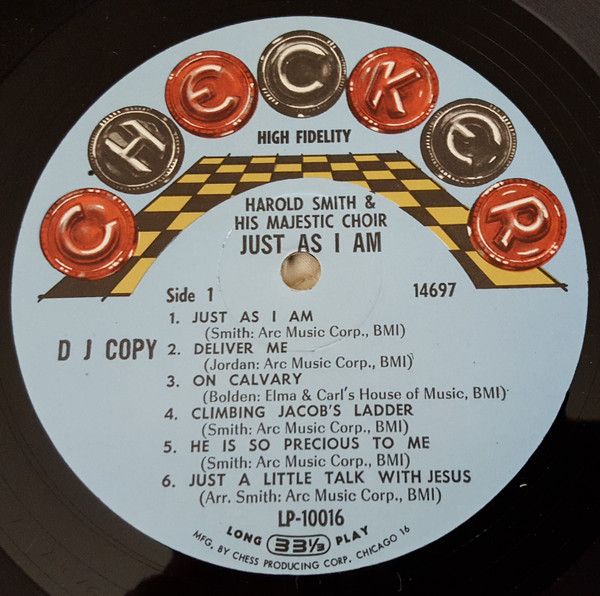 CHECKER
HIGH FIDELITY
HAROLD SMITH &
HIS MAJESTIC CHOIR
JUST AS I AM
Side 1 14697
D J COPY
1. JUST AS I AM
(Smith: Arc Music Corp., BMI)
2. DELIVER ME
(Jordan: Arc Music Corp., BMI)
3. ON CALVARY
(Bolden: Elma & Carl's House of Music, BMI)
4. CLIMBING JACOB'S LADDER
(Smith: Arc Music Corp., BMI)
5. HE IS SO PRECIOUS TO ME
(Smith: Arc Music Corp., BMI)
6. JUST A LITTLE TALK WITH JESUS
(Arr. Smith: Arc Music Corp., BMI)
LP-10016
LONG 33⅓ PLAY
MFG. BY CHESS PRODUCING CORP. CHICAGO 16